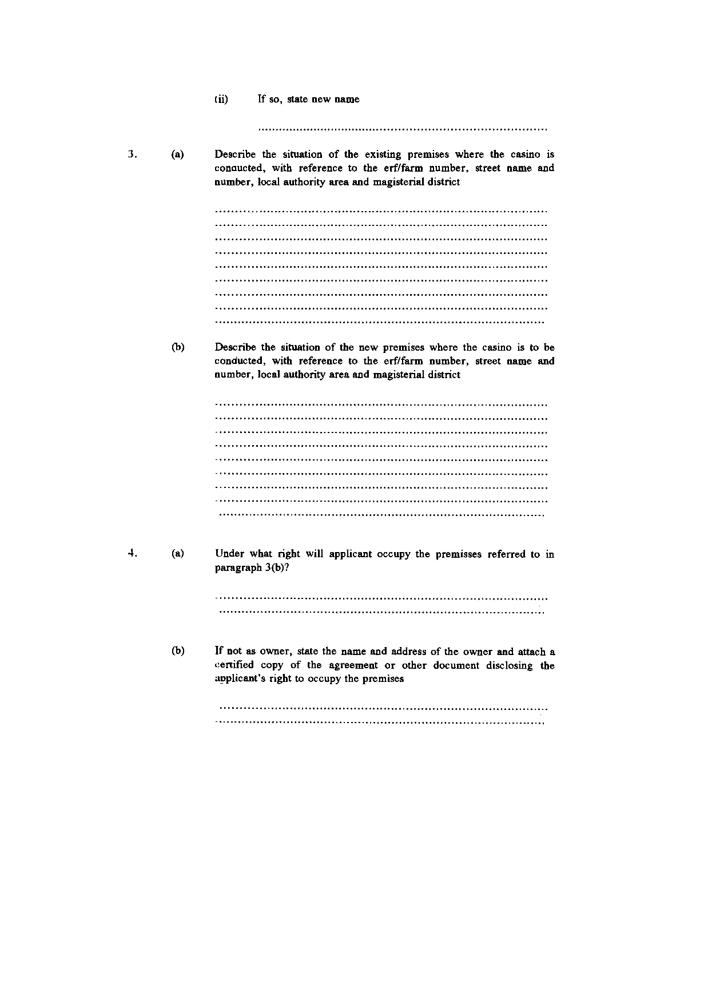 (ii) If so, state new name
................................................................................
3. (a) Describe the situation of the existing premises where the casino is
conducted, with reference to the erf/farm number, street name and
number, local authority area and magisterial district
................................................................................
................................................................................
................................................................................
................................................................................
................................................................................
................................................................................
................................................................................
................................................................................
................................................................................
(b) Describe the situation of the new premises where the casino is to be
conducted, with reference to the erf/farm number, street name and
number, local authority area and magisterial district
................................................................................
................................................................................
................................................................................
................................................................................
................................................................................
................................................................................
................................................................................
................................................................................
................................................................................
4. (a) Under what right will applicant occupy the premisses referred to in
paragraph 3(b)?
................................................................................
................................................................................
(b) If not as owner, state the name and address of the owner and attach a
certified copy of the agreement or other document disclosing the
applicant's right to occupy the premises
................................................................................
................................................................................